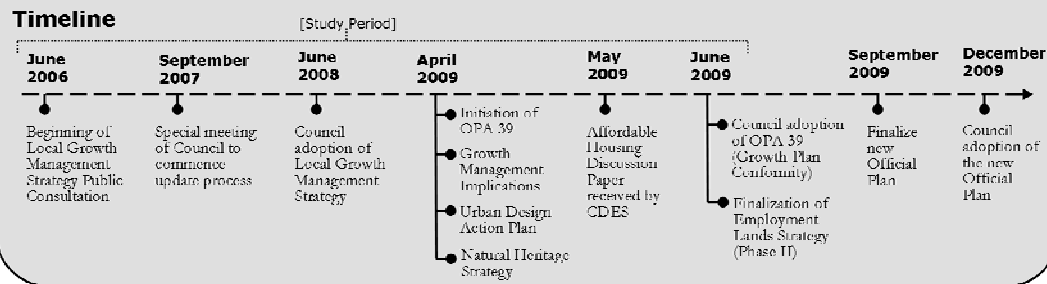 Timeline
[Study Period]
June
2006
Beginning of
Local Growth
Management
Strategy Public
Consultation
September
2007
Special meeting
of Council to
commence
update process
June
2008
Council
adoption of
Local Growth
Management
Strategy
April
2009
Initiation of
OPA 39
Growth
Management
Implications
Urban Design
Action Plan
Natural Heritage
Strategy
May
2009
Affordable
Housing
Discussion
Paper
received by
CDES
June
2009
Council adoption
of OPA 39
(Growth Plan
Conformity)
Finalization of
Employment
Lands Strategy
(Phase II)
September
2009
Finalize
new
Official
Plan
December
2009
Council
adoption of
the new
Official
Plan